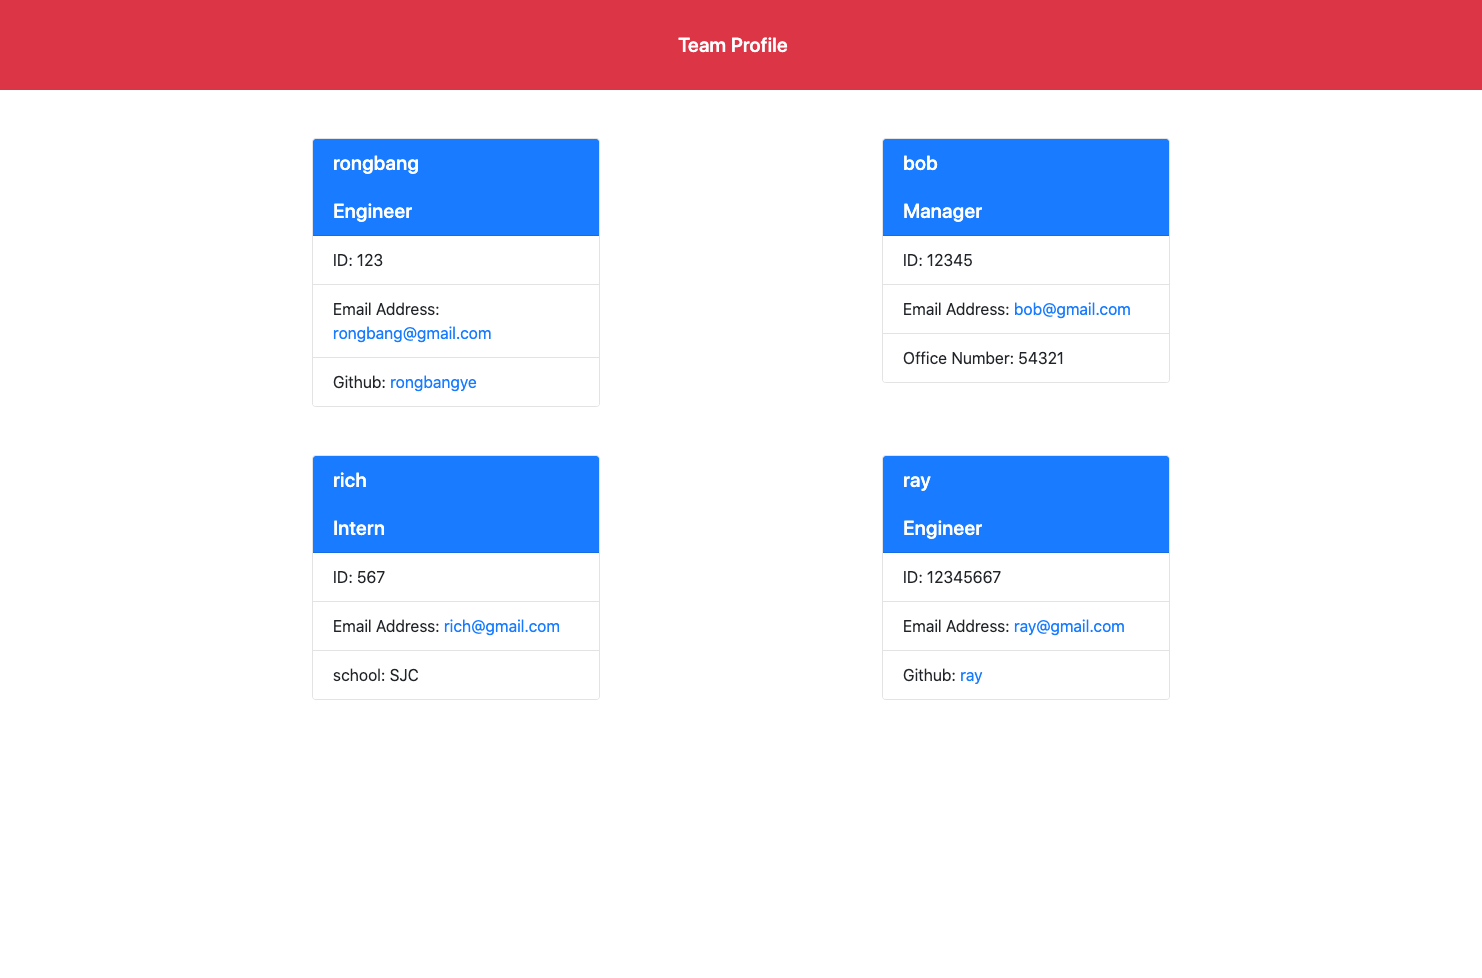 Team Profile
rongbang
Engineer
ID: 123
Email Address:
rongbang@gmail.com
Github: rongbangye
bob
Manager
ID: 12345
Email Address: bob@gmail.com
Office Number: 54321
rich
Intern
ID: 567
Email Address: rich@gmail.com
school: SJC
ray
Engineer
ID: 12345667
Email Address: ray@gmail.com
Github: ray